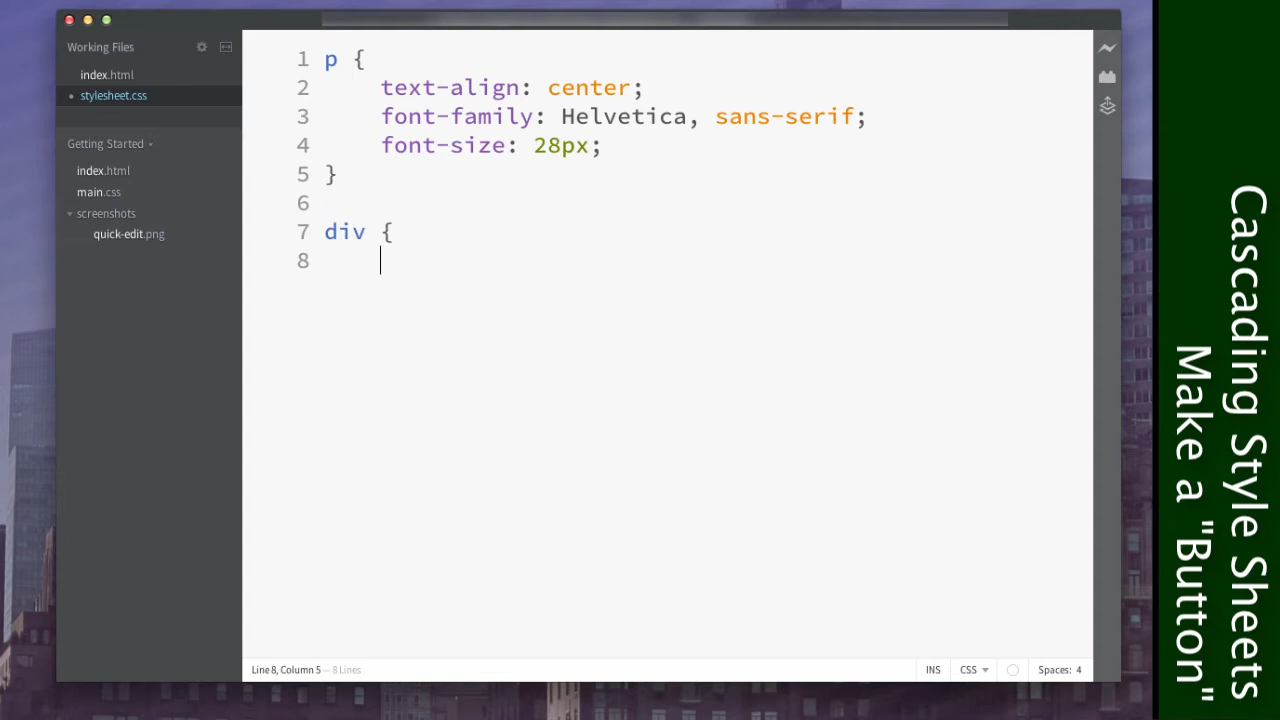 Working Files
index.html
• stylesheet.css
Getting Started
index.html
main.css
screenshots
quick-edit.png
1 p {
2 text-align: center;
3 font-family: Helvetica, sans-serif;
4 font-size: 28px;
5 }
6
7 div {
8
Line 8, Column 5 — 8 Lines
INS
CSS
Spaces: 4
Cascading Style Sheets
Make a "Button"